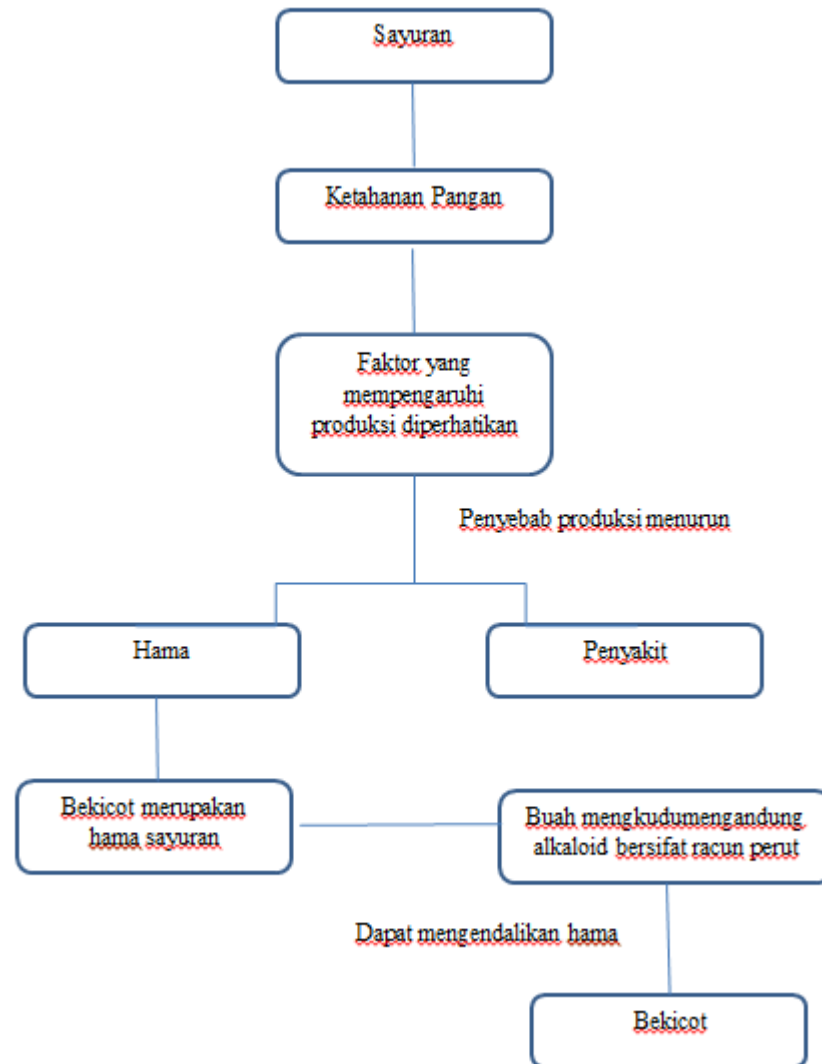 Sayuran
Ketahanan Pangan
Faktor yang
mempengaruhi
produksi diperhatikan
Penyebab produksi menurun
Hama
Penyakit
Bekicot merupakan
hama sayuran
Buah mengkudumengandung
alkaloid bersifat racun perut
Dapat mengendalikan hama
Bekicot